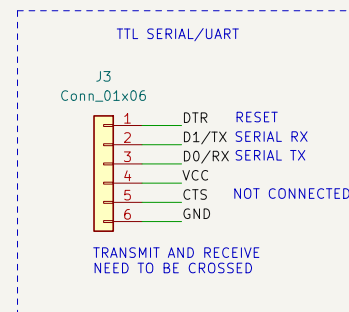 TTL SERIAL/UART
J3
Conn_01x06
1 DTR RESET
2 D1/TX SERIAL RX
3 D0/RX SERIAL TX
4 VCC
5 CTS NOT CONNECTED
6 GND
TRANSMIT AND RECEIVE
NEED TO BE CROSSED